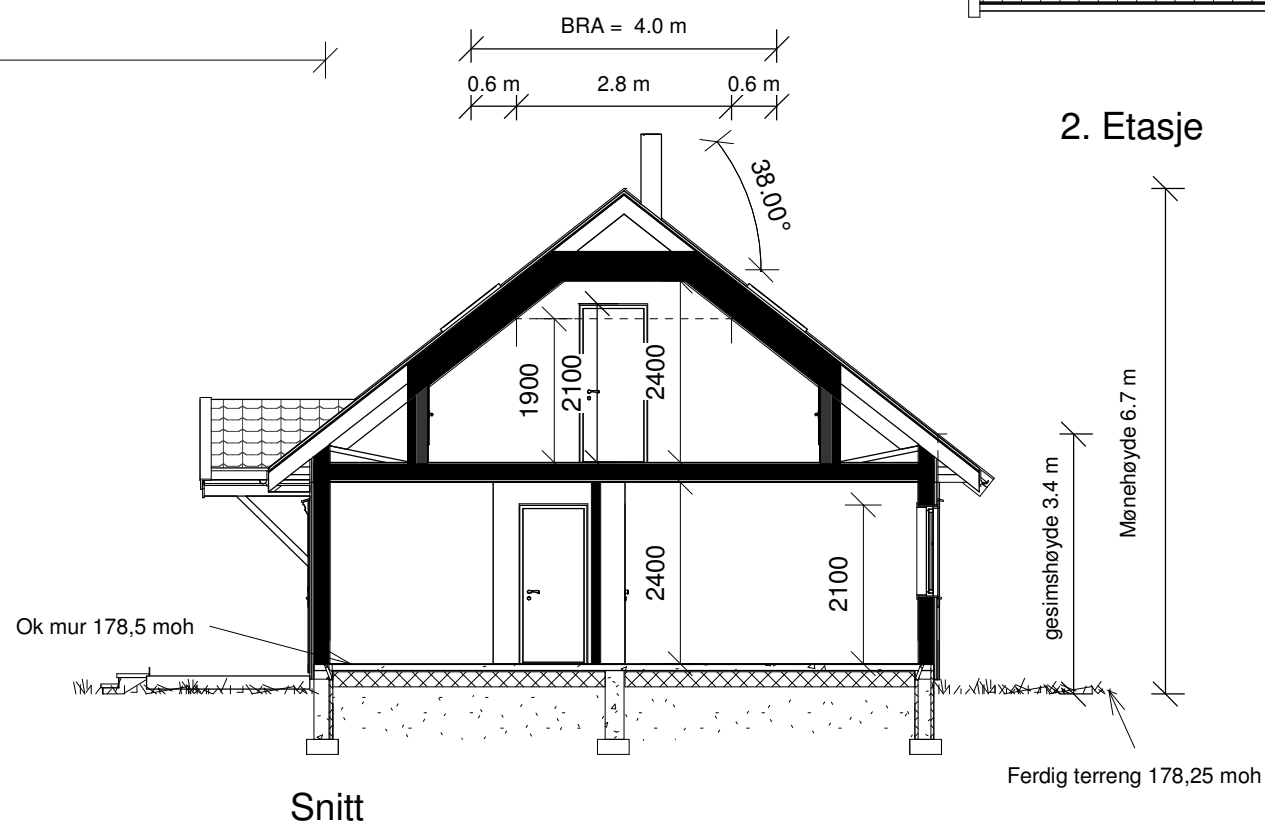 BRA = 4.0 m
0.6 m
2.8 m
0.6 m
2. Etasje
38.00°
1900
2100
2400
Mønehøyde 6.7 m
gesimshøyde 3.4 m
2400
2100
Ok mur 178,5 moh
Ferdig terreng 178,25 moh
Snitt